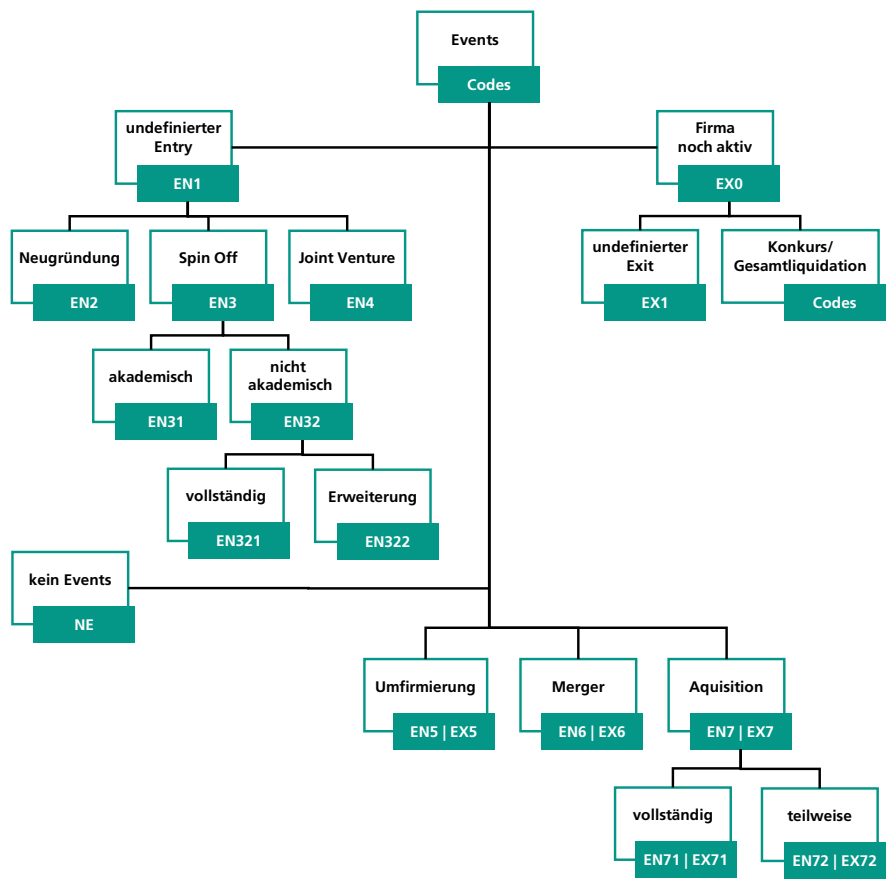 Events
Codes
undefinierter
Entry
EN1
Firma
noch aktiv
EX0
Neugründung
EN2
Spin Off
EN3
Joint Venture
EN4
undefinierter
Exit
EX1
Konkurs/
Gesamtliquidation
Codes
akademisch
EN31
nicht
akademisch
EN32
vollständig
EN321
Erweiterung
EN322
kein Events
NE
Umfirmierung
EN5 | EX5
Merger
EN6 | EX6
Aquisition
EN7 | EX7
vollständig
EN71 | EX71
teilweise
EN72 | EX72